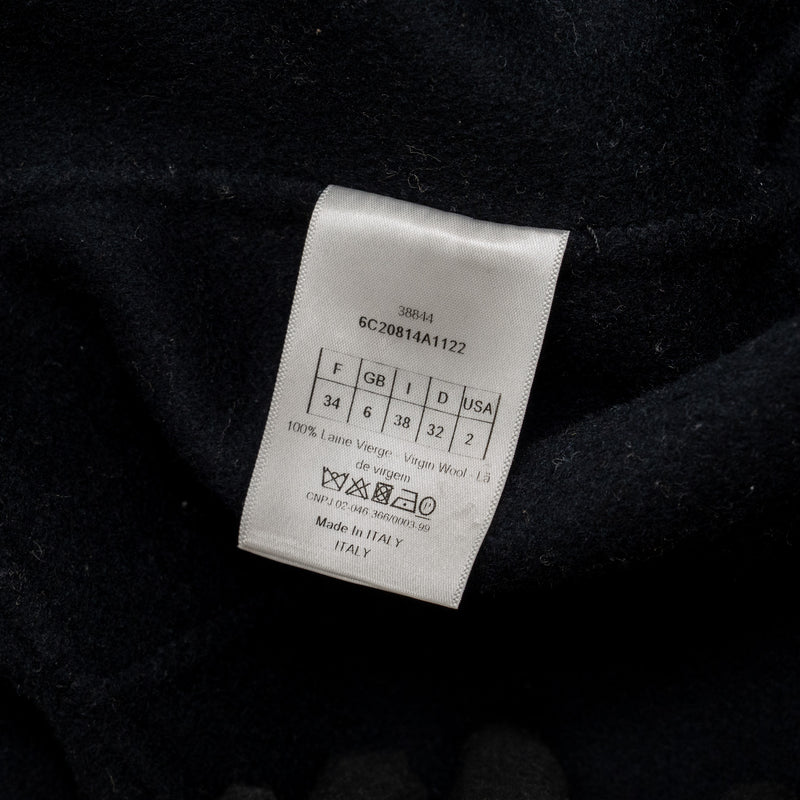 38844
6C20814A1122
F GB I D USA
34 6 38 32 2
100% Laine Vierge - Virgin Wool - Lã
de virgem
P
CNPJ 02-046-366/0003-99
Made In ITALY
ITALY